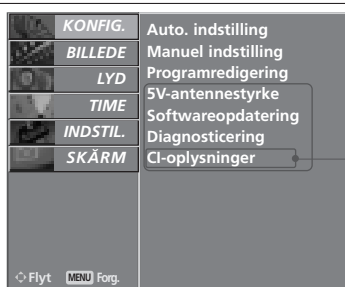 KONFIG.
BILLEDE
LYD
TIME
INDSTIL.
SKĂRM
Auto. indstilling
Manuel indstilling
Programredigering
5V-antennestyrke
Softwareopdatering
Diagnosticering
CI-oplysninger
Flyt MENU Forg.